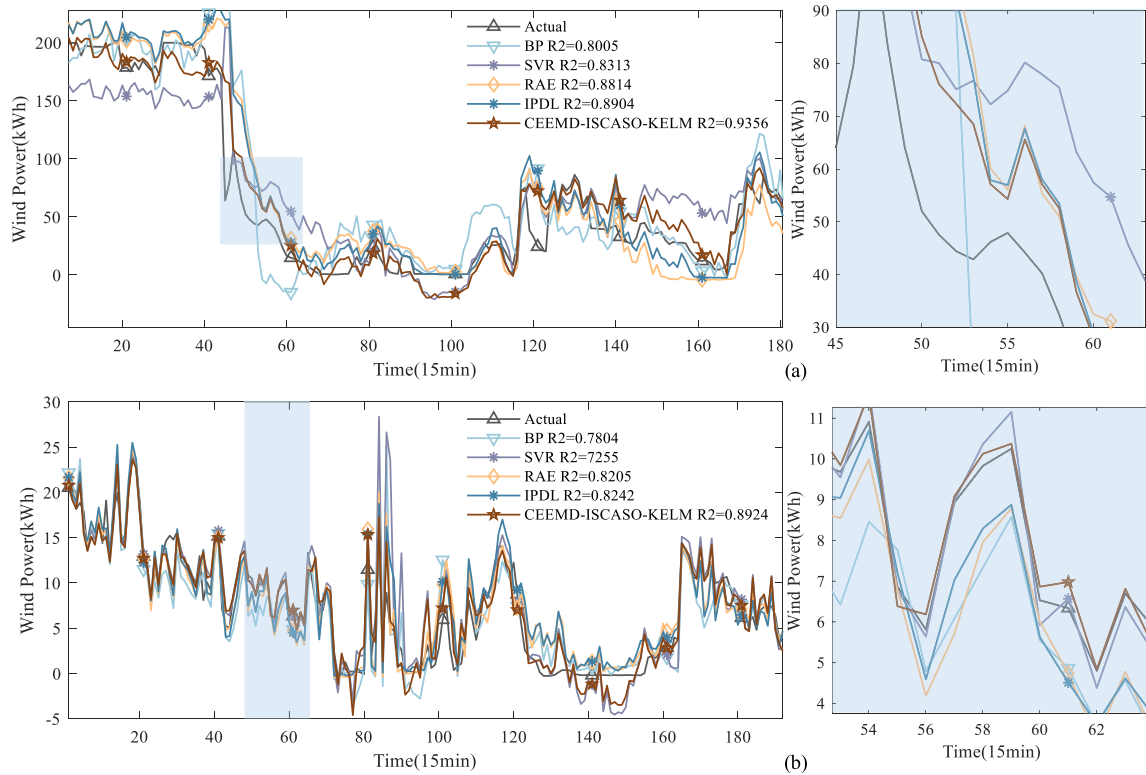 200
150
100
50
0
Wind Power(kWh)
Actual
BP R2=0.8005
SVR R2=0.8313
RAE R2=0.8814
IPDL R2=0.8904
CEEMD-ISCASO-KELM R2=0.9356
20 40 60 80 100 120 140 160 180
Time(15min)
90
80
70
60
50
40
30
Wind Power(kWh)
45 50 55 60
Time(15min)
(a)
30
25
20
15
10
5
0
-5
Wind Power(kWh)
Actual
BP R2=0.7804
SVR R2=7255
RAE R2=0.8205
IPDL R2=0.8242
CEEMD-ISCASO-KELM R2=0.8924
20 40 60 80 100 120 140 160 180
Time(15min)
11
10
9
8
7
6
5
4
Wind Power(kWh)
54 56 58 60 62
Time(15min)
(b)